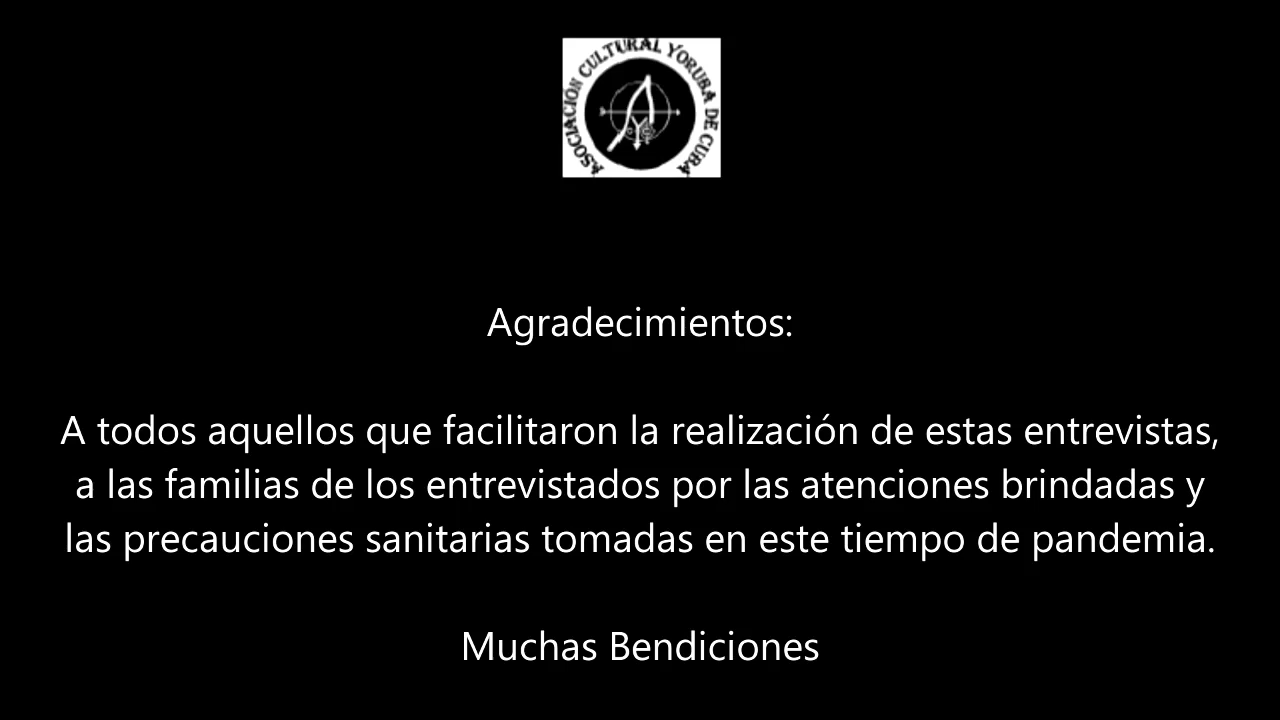 ASOCIACIÓN CULTURAL YORUBA DE CUBA
Agradecimientos:
A todos aquellos que facilitaron la realización de estas entrevistas,
a las familias de los entrevistados por las atenciones brindadas y
las precauciones sanitarias tomadas en este tiempo de pandemia.
Muchas Bendiciones